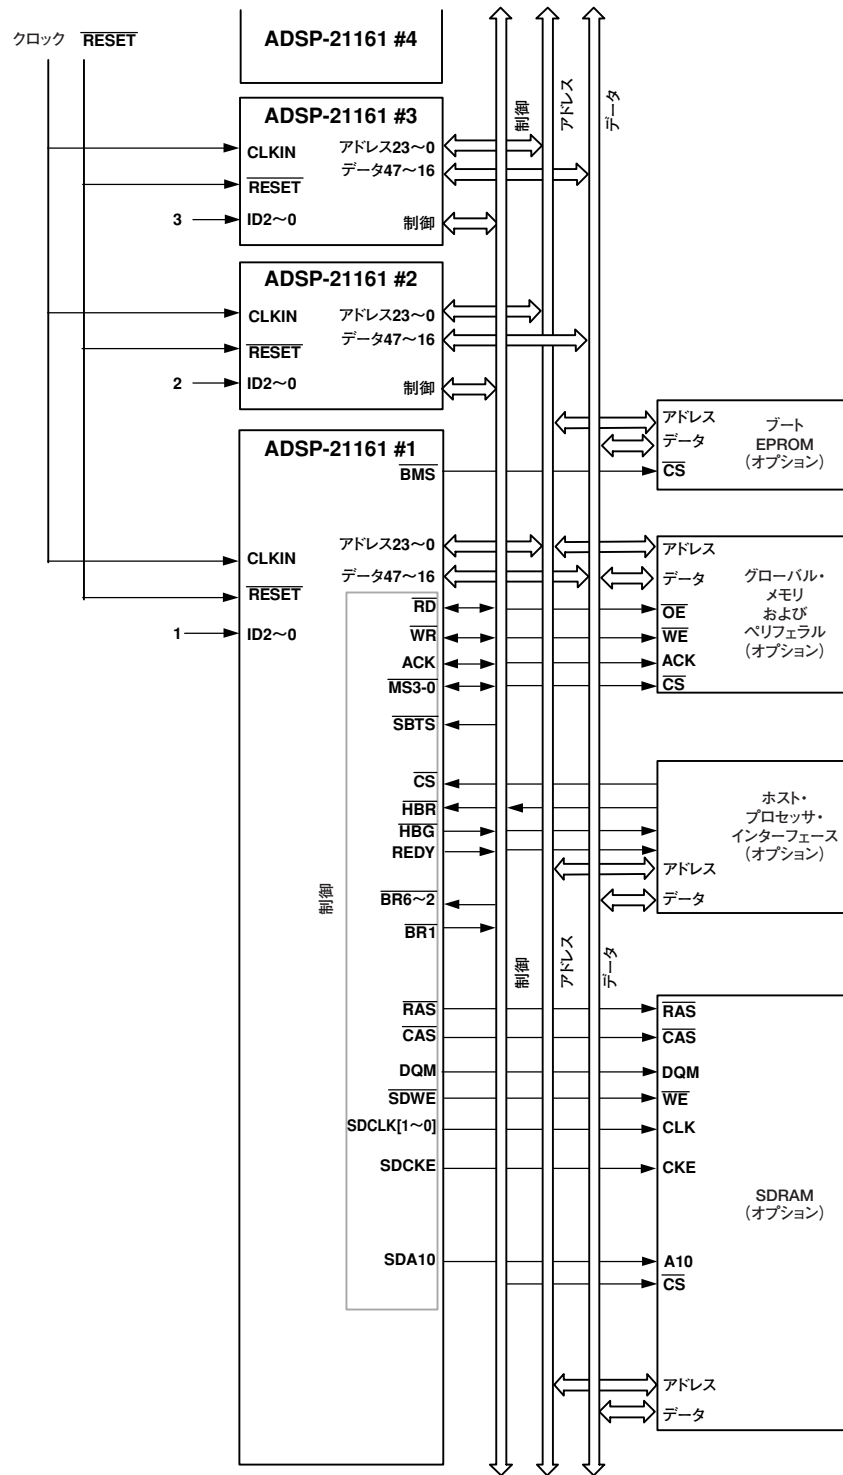 クロック
RESET
ADSP-21161 #4
制御
アドレス
データ
ADSP-21161 #3
CLKIN
アドレス23～0
データ47～16
RESET
3
ID2～0
制御
ADSP-21161 #2
CLKIN
アドレス23～0
データ47～16
RESET
2
ID2～0
制御
アドレス
データ
CS
ブート
EPROM
(オプション)
ADSP-21161 #1
BMS
CLKIN
アドレス23～0
データ47～16
RESET
1
ID2～0
RD
WR
ACK
MS3-0
SBTS
CS
HBR
HBG
REDY
制御
BR6～2
BR1
RAS
CAS
DQM
SDWE
SDCLK[1～0]
SDCKE
SDA10
アドレス
データ
OE
WE
ACK
CS
グローバル・
メモリ
および
ペリフェラル
(オプション)
ホスト・
プロセッサ・
インターフェース
(オプション)
アドレス
データ
制御
アドレス
データ
RAS
CAS
DQM
WE
CLK
CKE
SDRAM
(オプション)
A10
CS
アドレス
データ